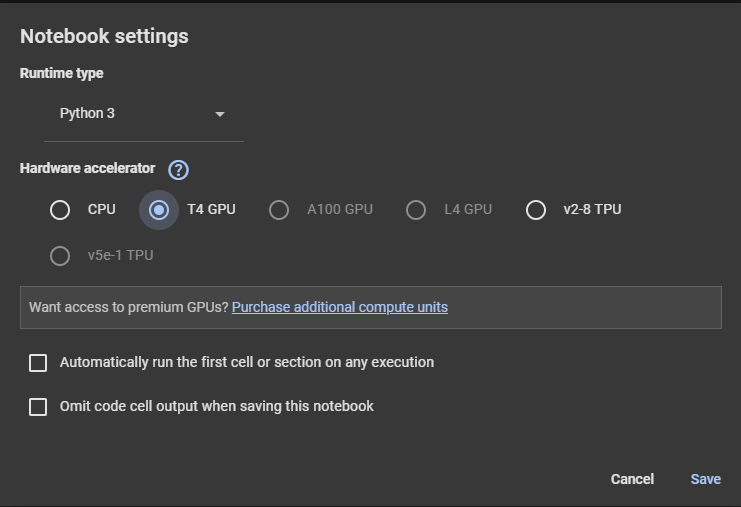 Notebook settings
Runtime type
Python 3
Hardware accelerator ?
CPU T4 GPU A100 GPU L4 GPU v2-8 TPU
v5e-1 TPU
Want access to premium GPUs? Purchase additional compute units
Automatically run the first cell or section on any execution
Omit code cell output when saving this notebook
Cancel Save